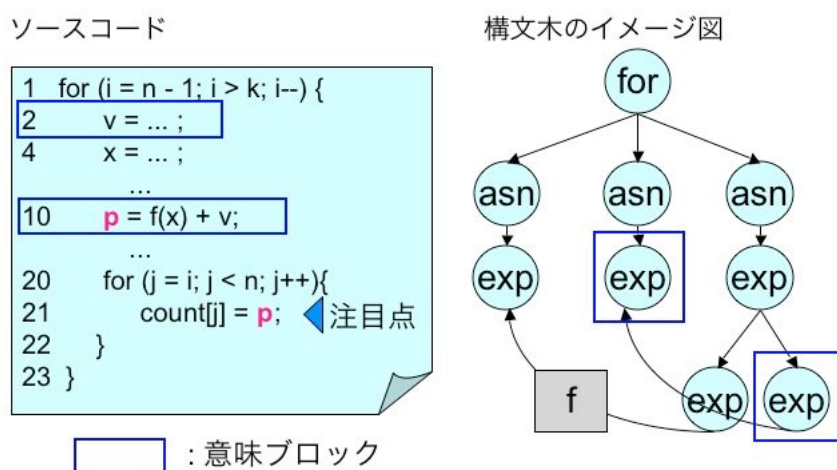 ソースコード
1 for (i = n - 1; i > k; i--) {
2 v = ... ;
4 x = ... ;
...
10 p = f(x) + v;
...
20 for (j = i; j < n; j++){
21 count[j] = p; 注目点
22 }
23 }
: 意味ブロック
構文木のイメージ図
for
asn asn asn
exp exp exp
f exp exp